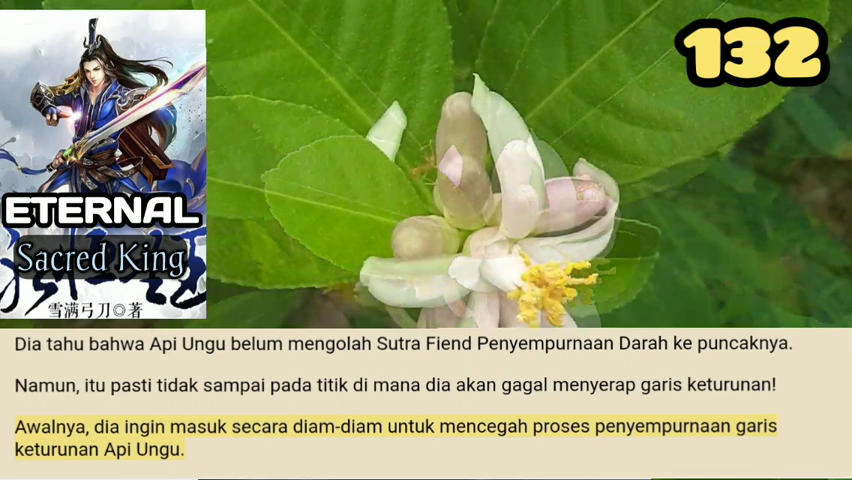 132
ETERNAL
Sacred King
雪满弓刀◎著
Dia tahu bahwa Api Ungu belum mengolah Sutra Fiend Penyempurnaan Darah ke puncaknya.
Namun, itu pasti tidak sampai pada titik di mana dia akan gagal menyerap garis keturunan!
Awalnya, dia ingin masuk secara diam-diam untuk mencegah proses penyempurnaan garis
keturunan Api Ungu.